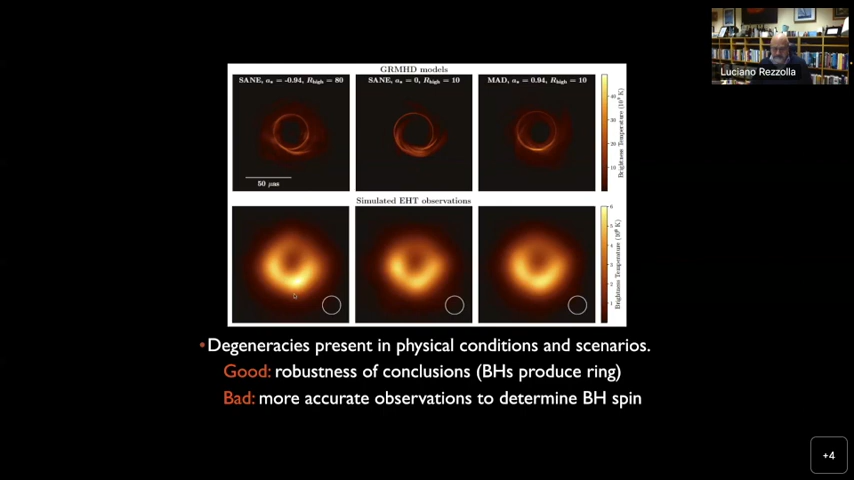 Luciano Rezzolla
GRMHD models
SANE, a* = -0.94, Rhigh = 80
SANE, a* = 0, Rhigh = 10
MAD, a* = 0.94, Rhigh = 10
50 μas
Brightness Temperature (10⁹ K)
Simulated EHT observations
Brightness Temperature (10⁹ K)
•Degeneracies present in physical conditions and scenarios.
Good: robustness of conclusions (BHs produce ring)
Bad: more accurate observations to determine BH spin
+4